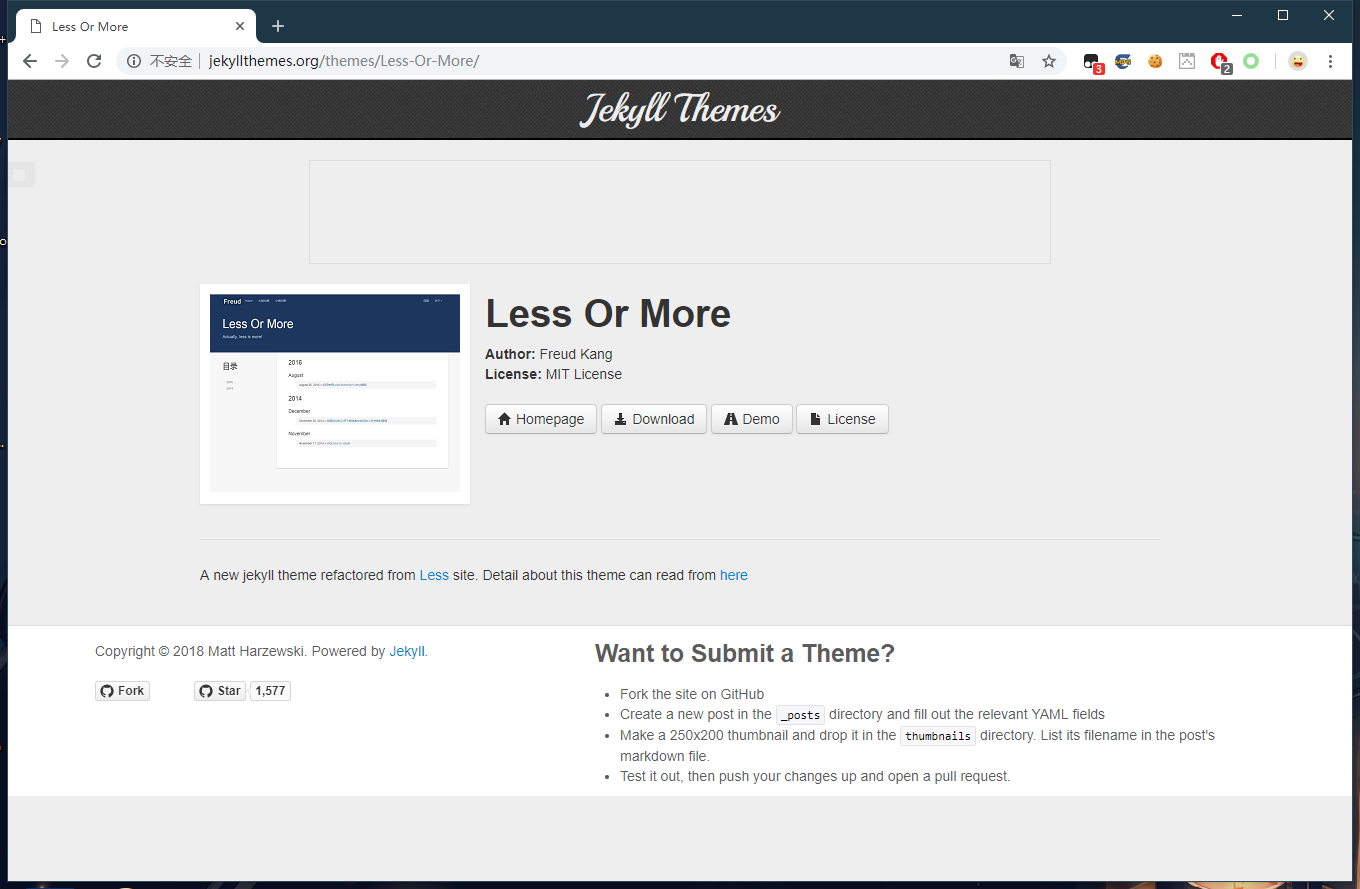 Less Or More
不安全
jekyllthemes.org/themes/Less-Or-More/
3
2
Jekyll Themes
Freud
Less Or More
Actually, less is more!
目录
2016
August
2014
December
November
Less Or More
Author: Freud Kang
License: MIT License
Homepage Download Demo License
A new jekyll theme refactored from Less site. Detail about this theme can read from here
Copyright © 2018 Matt Harzewski. Powered by Jekyll.
Fork Star 1,577
Want to Submit a Theme?
Fork the site on GitHub
Create a new post in the _posts directory and fill out the relevant YAML fields
Make a 250x200 thumbnail and drop it in the thumbnails directory. List its filename in the post's
markdown file.
Test it out, then push your changes up and open a pull request.